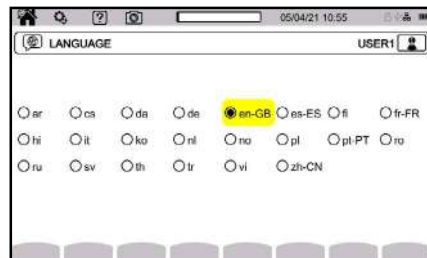 05/04/21 10:55
LANGUAGE USER1
ar cs da de en-GB es-ES fi fr-FR
hi it ko nl no pl pt-PT ro
ru sv th tr vi zh-CN